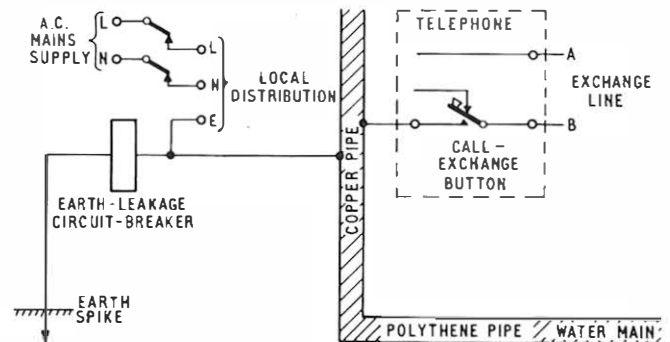 A.C.
MAINS
SUPPLY
L
N
L
N
E
LOCAL
DISTRIBUTION
EARTH-LEAKAGE
CIRCUIT-BREAKER
EARTH
SPIKE
COPPER PIPE
TELEPHONE
A
EXCHANGE
LINE
B
CALL-
EXCHANGE
BUTTON
POLYTHENE PIPE
WATER MAIN